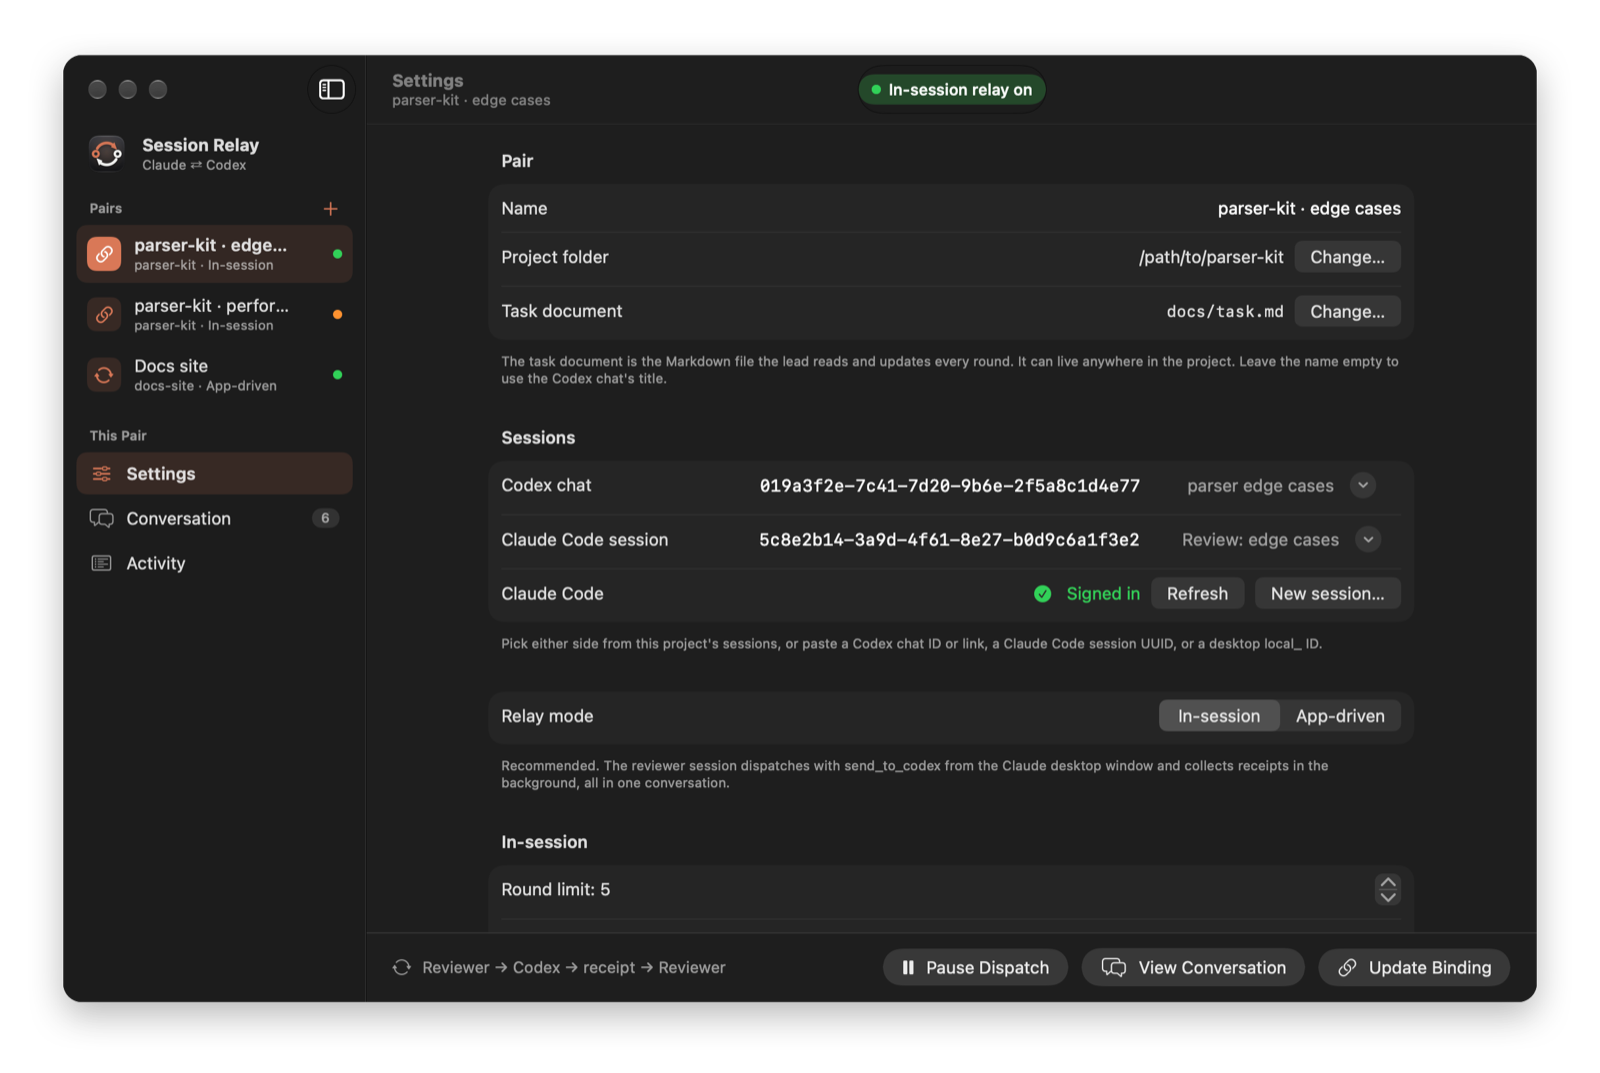 Session Relay
Claude ⇄ Codex
Pairs
parser-kit · edge...
parser-kit · In-session
parser-kit · perfor...
parser-kit · In-session
Docs site
docs-site · App-driven
This Pair
Settings
Conversation 6
Activity
Settings
parser-kit · edge cases
In-session relay on
Pair
Name parser-kit · edge cases
Project folder /path/to/parser-kit Change...
Task document docs/task.md Change...
The task document is the Markdown file the lead reads and updates every round. It can live anywhere in the project. Leave the name empty to
use the Codex chat's title.
Sessions
Codex chat 019a3f2e-7c41-7d20-9b6e-2f5a8c1d4e77 parser edge cases
Claude Code session 5c8e2b14-3a9d-4f61-8e27-b0d9c6a1f3e2 Review: edge cases
Claude Code Signed in Refresh New session...
Pick either side from this project's sessions, or paste a Codex chat ID or link, a Claude Code session UUID, or a desktop local_ ID.
Relay mode In-session App-driven
Recommended. The reviewer session dispatches with send_to_codex from the Claude desktop window and collects receipts in the
background, all in one conversation.
In-session
Round limit: 5
Reviewer → Codex → receipt → Reviewer
Pause Dispatch
View Conversation
Update Binding